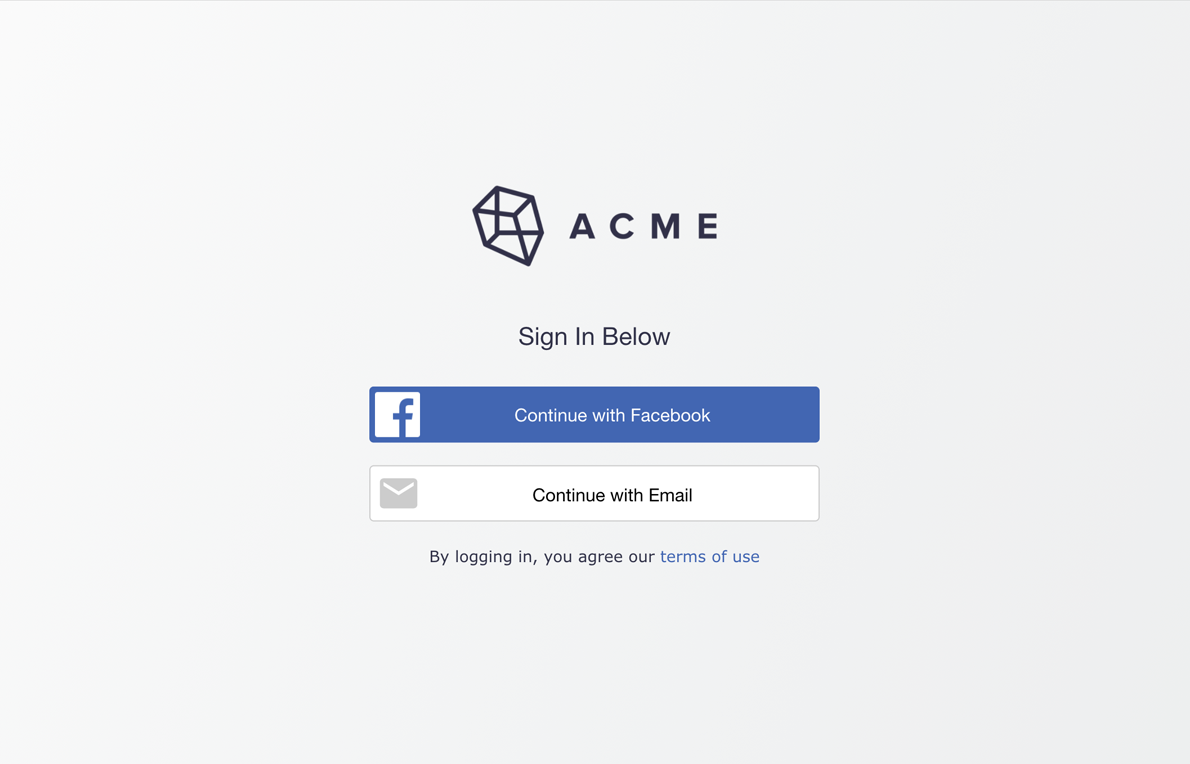 ACME
Sign In Below
Continue with Facebook
Continue with Email
By logging in, you agree our terms of use